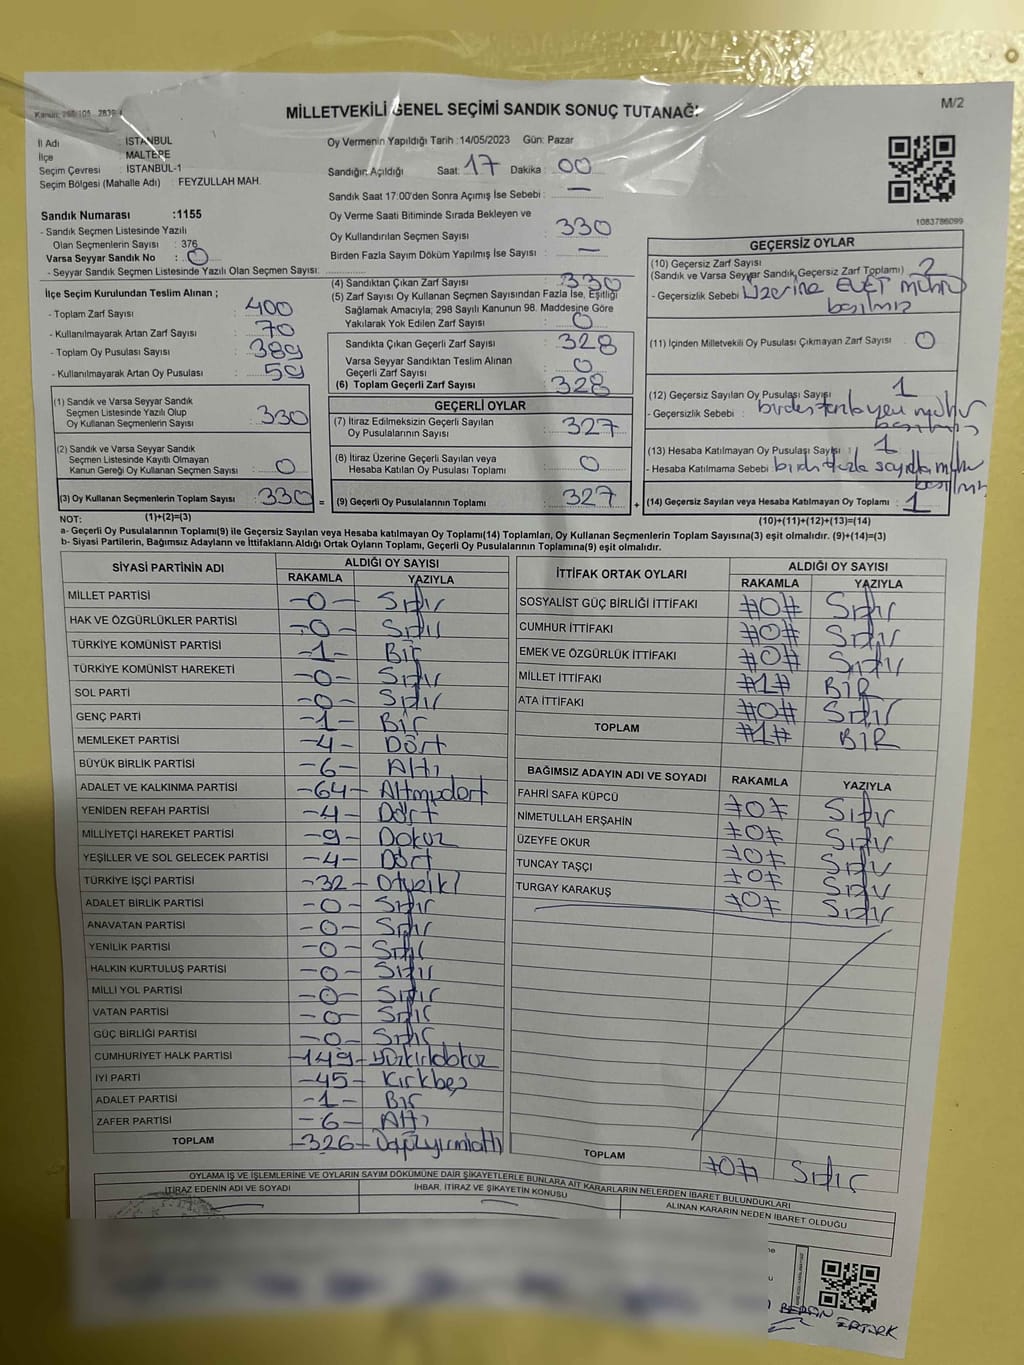 Kanun: 298/105
MİLLETVEKİLİ GENEL SEÇİMİ SANDIK SONUÇ TUTANAĞI
M/2
İl Adı : İSTANBUL
İlçe : MALTEPE
Seçim Çevresi : İSTANBUL-1
Seçim Bölgesi (Mahalle Adı) : FEYZULLAH MAH.
Oy Vermenin Yapıldığı Tarih :14/05/2023 Gün: Pazar
Sandığın Açıldığı Saat: 17 Dakika : 00
Sandık Saat 17:00'den Sonra Açılmış İse Sebebi : —
Oy Verme Saati Bitiminde Sırada Bekleyen ve
Oy Kullandırılan Seçmen Sayısı : 330
Birden Fazla Sayım Döküm Yapılmış İse Sayısı : —
1083786099
Sandık Numarası :1155
- Sandık Seçmen Listesinde Yazılı
Olan Seçmenlerin Sayısı : 376
Varsa Seyyar Sandık No : 0
- Seyyar Sandık Seçmen Listesinde Yazılı Olan Seçmen Sayısı:
İlçe Seçim Kurulundan Teslim Alınan ;
- Toplam Zarf Sayısı : 400
- Kullanılmayarak Artan Zarf Sayısı : 70
- Toplam Oy Pusulası Sayısı : 389
- Kullanılmayarak Artan Oy Pusulası : 59
(1) Sandık ve Varsa Seyyar Sandık
Seçmen Listesinde Yazılı Olup
Oy Kullanan Seçmenlerin Sayısı : 330
(2) Sandık ve Varsa Seyyar Sandık
Seçmen Listesinde Kayıtlı Olmayan
Kanun Gereği Oy Kullanan Seçmen Sayısı : 0
(3) Oy Kullanan Seçmenlerin Toplam Sayısı : 330 =
(1)+(2)=(3)
(4) Sandıktan Çıkan Zarf Sayısı : 330
(5) Zarf Sayısı Oy Kullanan Seçmen Sayısından Fazla İse, Eşitliği
Sağlamak Amacıyla; 298 Sayılı Kanunun 98. Maddesine Göre
Yakılarak Yok Edilen Zarf Sayısı : 0
Sandıkta Çıkan Geçerli Zarf Sayısı : 328
Varsa Seyyar Sandıktan Teslim Alınan
Geçerli Zarf Sayısı : 0
(6) Toplam Geçerli Zarf Sayısı : 328
GEÇERLİ OYLAR
(7) İtiraz Edilmeksizin Geçerli Sayılan
Oy Pusulalarının Sayısı : 327
(8) İtiraz Üzerine Geçerli Sayılan veya
Hesaba Katılan Oy Pusulası Toplamı : 0
(9) Geçerli Oy Pusulalarının Toplamı : 327 +
GEÇERSİZ OYLAR
(10) Geçersiz Zarf Sayısı
(Sandık ve Varsa Seyyar Sandık Geçersiz Zarf Toplamı) : 2
- Geçersizlik Sebebi : üzerine EVET mührü
basılmış
(11) İçinden Milletvekili Oy Pusulası Çıkmayan Zarf Sayısı : 0
(12) Geçersiz Sayılan Oy Pusulası Sayısı : 1
- Geçersizlik Sebebi : mühür
basılmış
(13) Hesaba Katılmayan Oy Pusulası Sayısı : 1
- Hesaba Katılmama Sebebi : birden fazla sayıda mühür
basılmış
(14) Geçersiz Sayılan veya Hesaba Katılmayan Oy Toplamı : 1
(10)+(11)+(12)+(13)=(14)
NOT:
a- Geçerli Oy Pusulalarının Toplamı(9) ile Geçersiz Sayılan veya Hesaba katılmayan Oy Toplamı(14) Toplamları, Oy Kullanan Seçmenlerin Toplam Sayısına(3) eşit olmalıdır. (9)+(14)=(3)
b- Siyasi Partilerin, Bağımsız Adayların ve İttifakların Aldığı Ortak Oyların Toplamı, Geçerli Oy Pusulalarının Toplamına(9) eşit olmalıdır.
SİYASİ PARTİNİN ADI ALDIĞI OY SAYISI
RAKAMLA YAZIYLA
MİLLET PARTİSİ -0- Sıfır
HAK VE ÖZGÜRLÜKLER PARTİSİ -0- Sıfır
TÜRKİYE KOMÜNİST PARTİSİ -1- Bir
TÜRKİYE KOMÜNİST HAREKETİ -0- Sıfır
SOL PARTİ -0- Sıfır
GENÇ PARTİ -1- Bir
MEMLEKET PARTİSİ -4- Dört
BÜYÜK BİRLİK PARTİSİ -6- Altı
ADALET VE KALKINMA PARTİSİ -64- Altmışdört
YENİDEN REFAH PARTİSİ -4- Dört
MİLLİYETÇİ HAREKET PARTİSİ -9- Dokuz
YEŞİLLER VE SOL GELECEK PARTİSİ -4- Dört
TÜRKİYE İŞÇİ PARTİSİ -32- Otuziki
ADALET BİRLİK PARTİSİ -0- Sıfır
ANAVATAN PARTİSİ -0- Sıfır
YENİLİK PARTİSİ -0- Sıfır
HALKIN KURTULUŞ PARTİSİ -0- Sıfır
MİLLİ YOL PARTİSİ -0- Sıfır
VATAN PARTİSİ -0- Sıfır
GÜÇ BİRLİĞİ PARTİSİ -0- Sıfır
CUMHURİYET HALK PARTİSİ -149- Yüzkırkdokuz
İYİ PARTİ -45- Kırkbeş
ADALET PARTİSİ -1- Bir
ZAFER PARTİSİ -6- Altı
TOPLAM -326- Üçyüzyirmialtı
İTTİFAK ORTAK OYLARI ALDIĞI OY SAYISI
RAKAMLA YAZIYLA
SOSYALİST GÜÇ BİRLİĞİ İTTİFAKI #0# Sıfır
CUMHUR İTTİFAKI #0# Sıfır
EMEK VE ÖZGÜRLÜK İTTİFAKI #0# Sıfır
MİLLET İTTİFAKI #1# BİR
ATA İTTİFAKI #0# Sıfır
TOPLAM #1# BİR
BAĞIMSIZ ADAYIN ADI VE SOYADI RAKAMLA YAZIYLA
FAHRİ SAFA KÜPCÜ #0# Sıfır
NİMETULLAH ERŞAHİN #0# Sıfır
ÜZEYFE OKUR #0# Sıfır
TUNCAY TAŞÇI #0# Sıfır
TURGAY KARAKUŞ #0# Sıfır
TOPLAM #0# Sıfır
OYLAMA İŞ VE İŞLEMLERİNE VE OYLARIN SAYIM DÖKÜMÜNE DAİR ŞİKAYETLERLE BUNLARA AİT KARARLARIN NELERDEN İBARET BULUNDUKLARI
İTİRAZ EDENİN ADI VE SOYADI
İHBAR, İTİRAZ VE ŞİKAYETİN KONUSU
ALINAN KARARIN NEDEN İBARET OLDUĞU
BERFİN
ERTÜRK